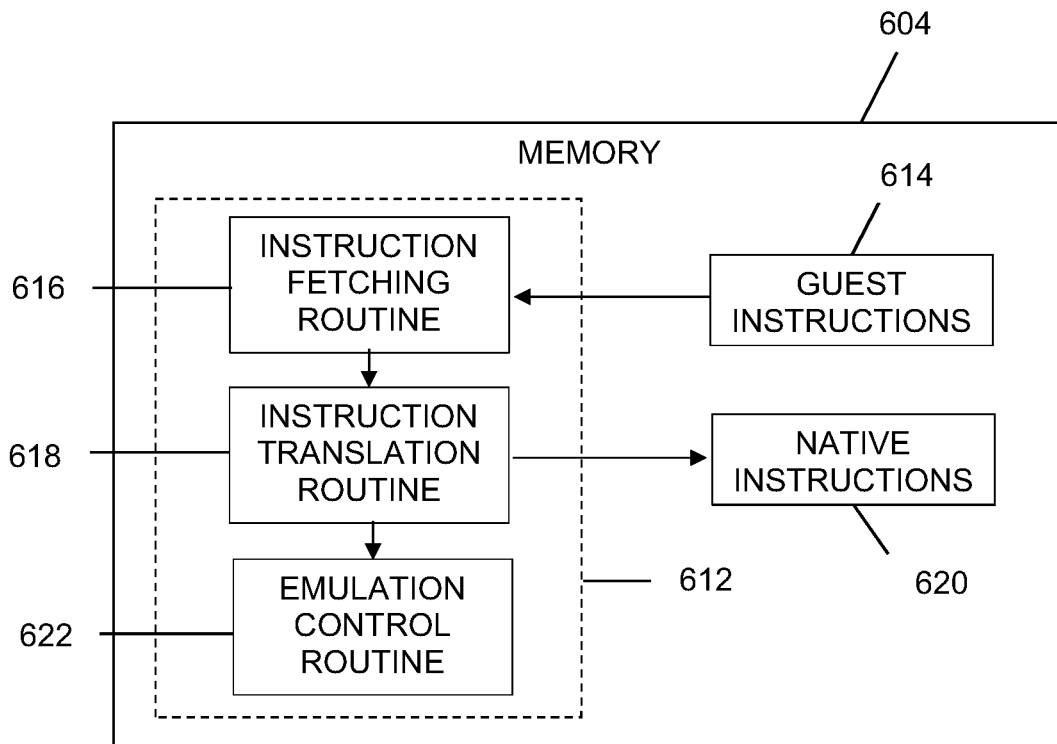 604
MEMORY
614
INSTRUCTION
FETCHING
ROUTINE
616
GUEST
INSTRUCTIONS
INSTRUCTION
TRANSLATION
ROUTINE
618
NATIVE
INSTRUCTIONS
612
620
EMULATION
CONTROL
ROUTINE
622